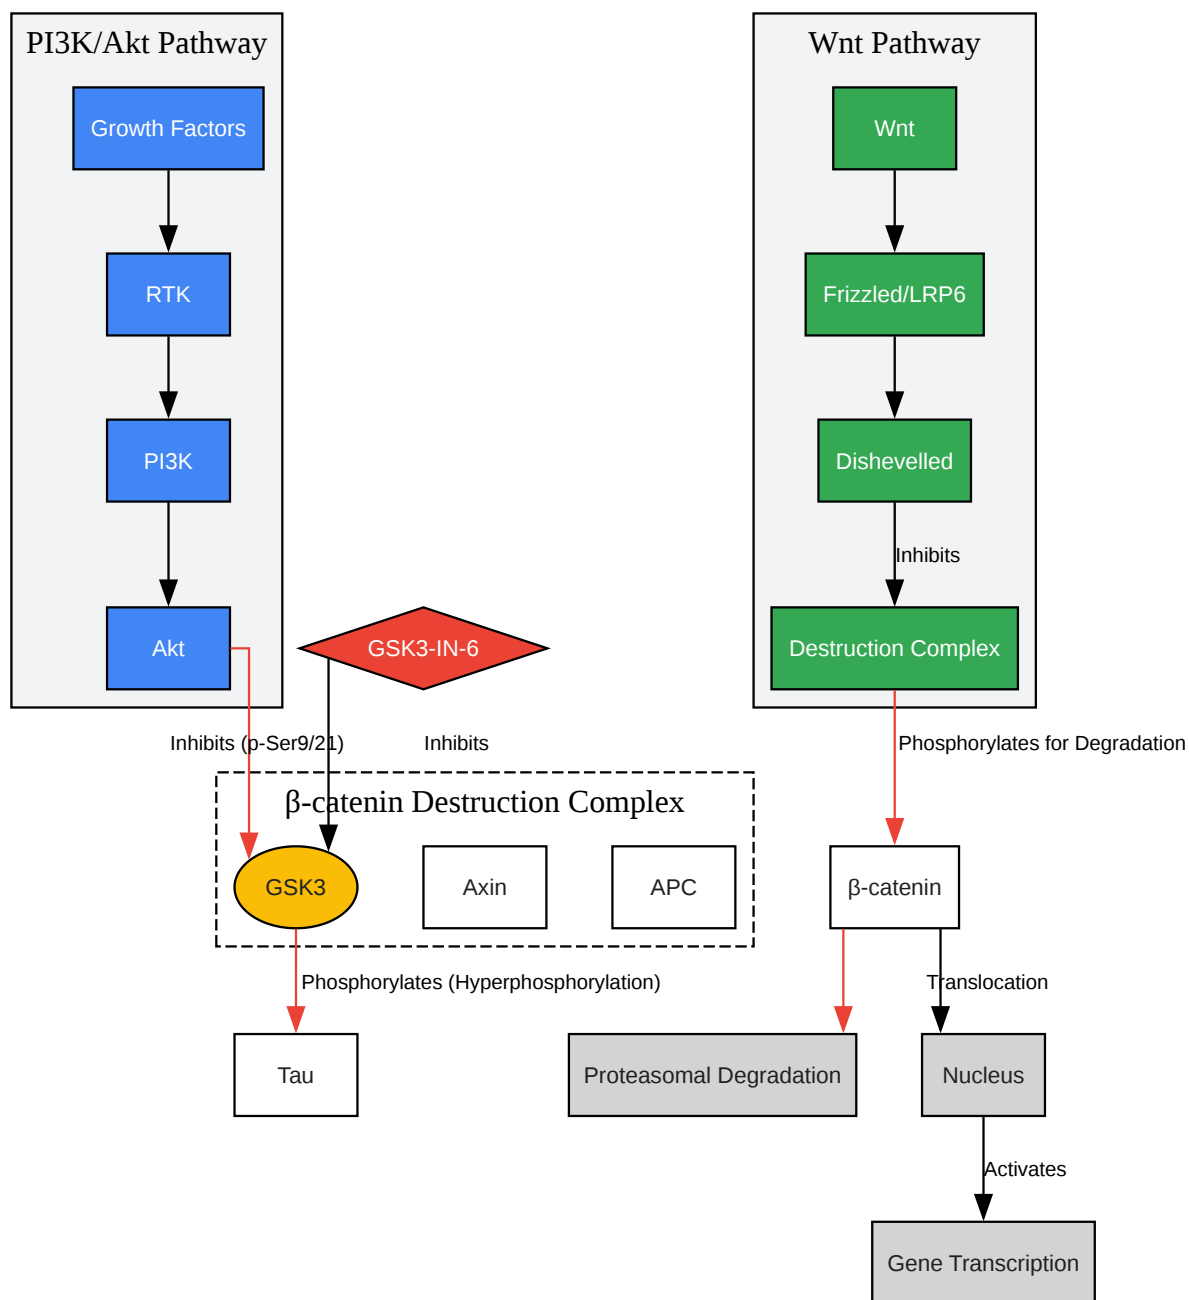 PI3K/Akt Pathway
Wnt Pathway
Growth Factors
Wnt
RTK
Frizzled/LRP6
PI3K
Dishevelled
Inhibits
Akt
GSK3-IN-6
Destruction Complex
Inhibits (p-Ser9/21)
Inhibits
Phosphorylates for Degradation
β-catenin Destruction Complex
GSK3
Axin
APC
β-catenin
Phosphorylates (Hyperphosphorylation)
Translocation
Tau
Proteasomal Degradation
Nucleus
Activates
Gene Transcription